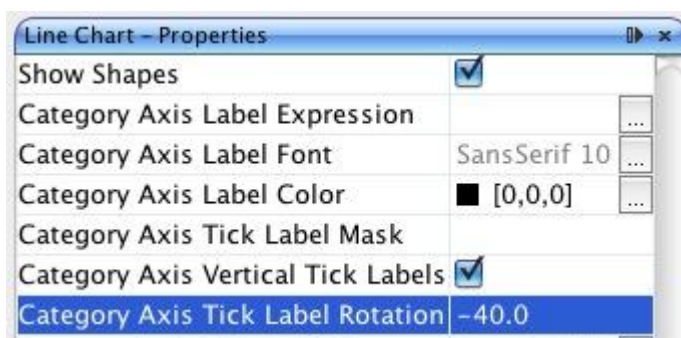 Line Chart – Properties
Show Shapes
Category Axis Label Expression ...
Category Axis Label Font SansSerif 10 ...
Category Axis Label Color [0,0,0] ...
Category Axis Tick Label Mask
Category Axis Vertical Tick Labels
Category Axis Tick Label Rotation -40.0